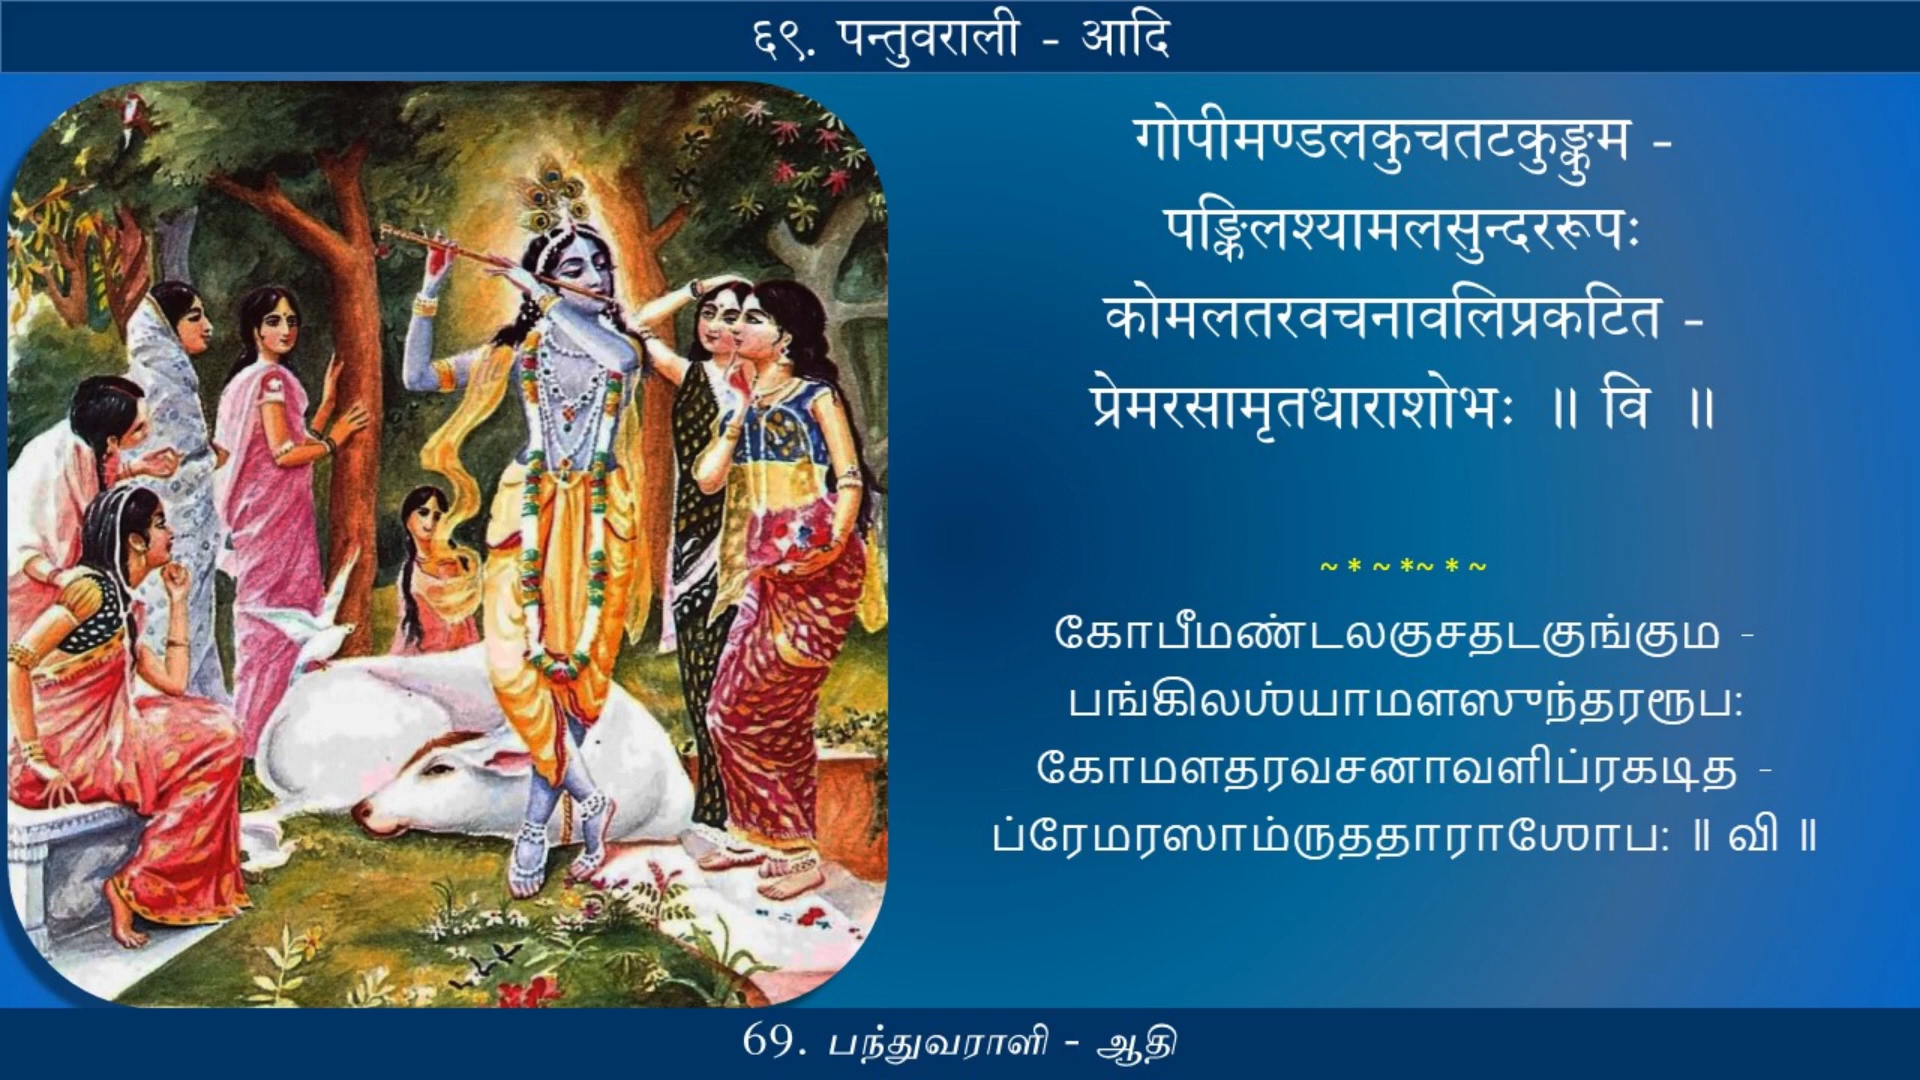 ६९. पन्तुवराली - आदि
गोपीमण्डलकुचतटकुङ्कुम -
पङ्किलश्यामलसुन्दररूपः
कोमलतरवचनावलिप्रकटित -
प्रेमरसामृतधाराशोभः ॥ वि ॥
~ * ~ *~ * ~
கோபீமண்டலகுசதடகுங்கும -
பங்கிலஶ்யாமளஸுந்தரரூப:
கோமளதரவசனாவளிப்ரகடித -
ப்ரேமரஸாம்ருததாராஶோப: ॥ வி ॥
69. பந்துவராளி - ஆதி